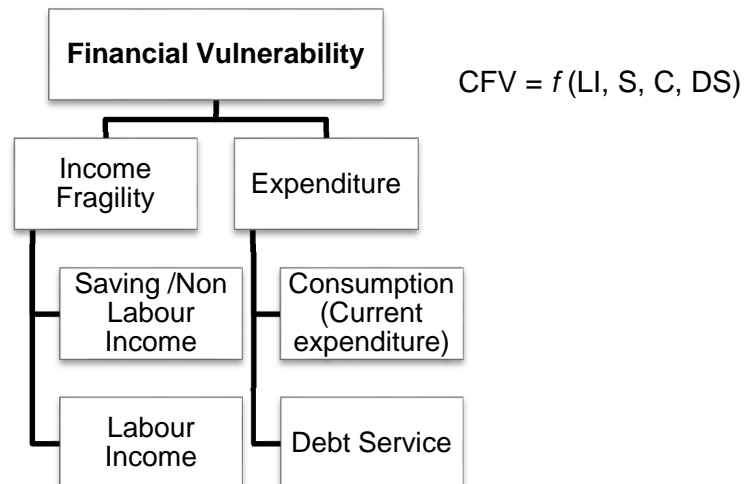 Financial Vulnerability
CFV = f (LI, S, C, DS)
Income
Fragility
Expenditure
Saving /Non
Labour
Income
Consumption
(Current
expenditure)
Labour
Income
Debt Service